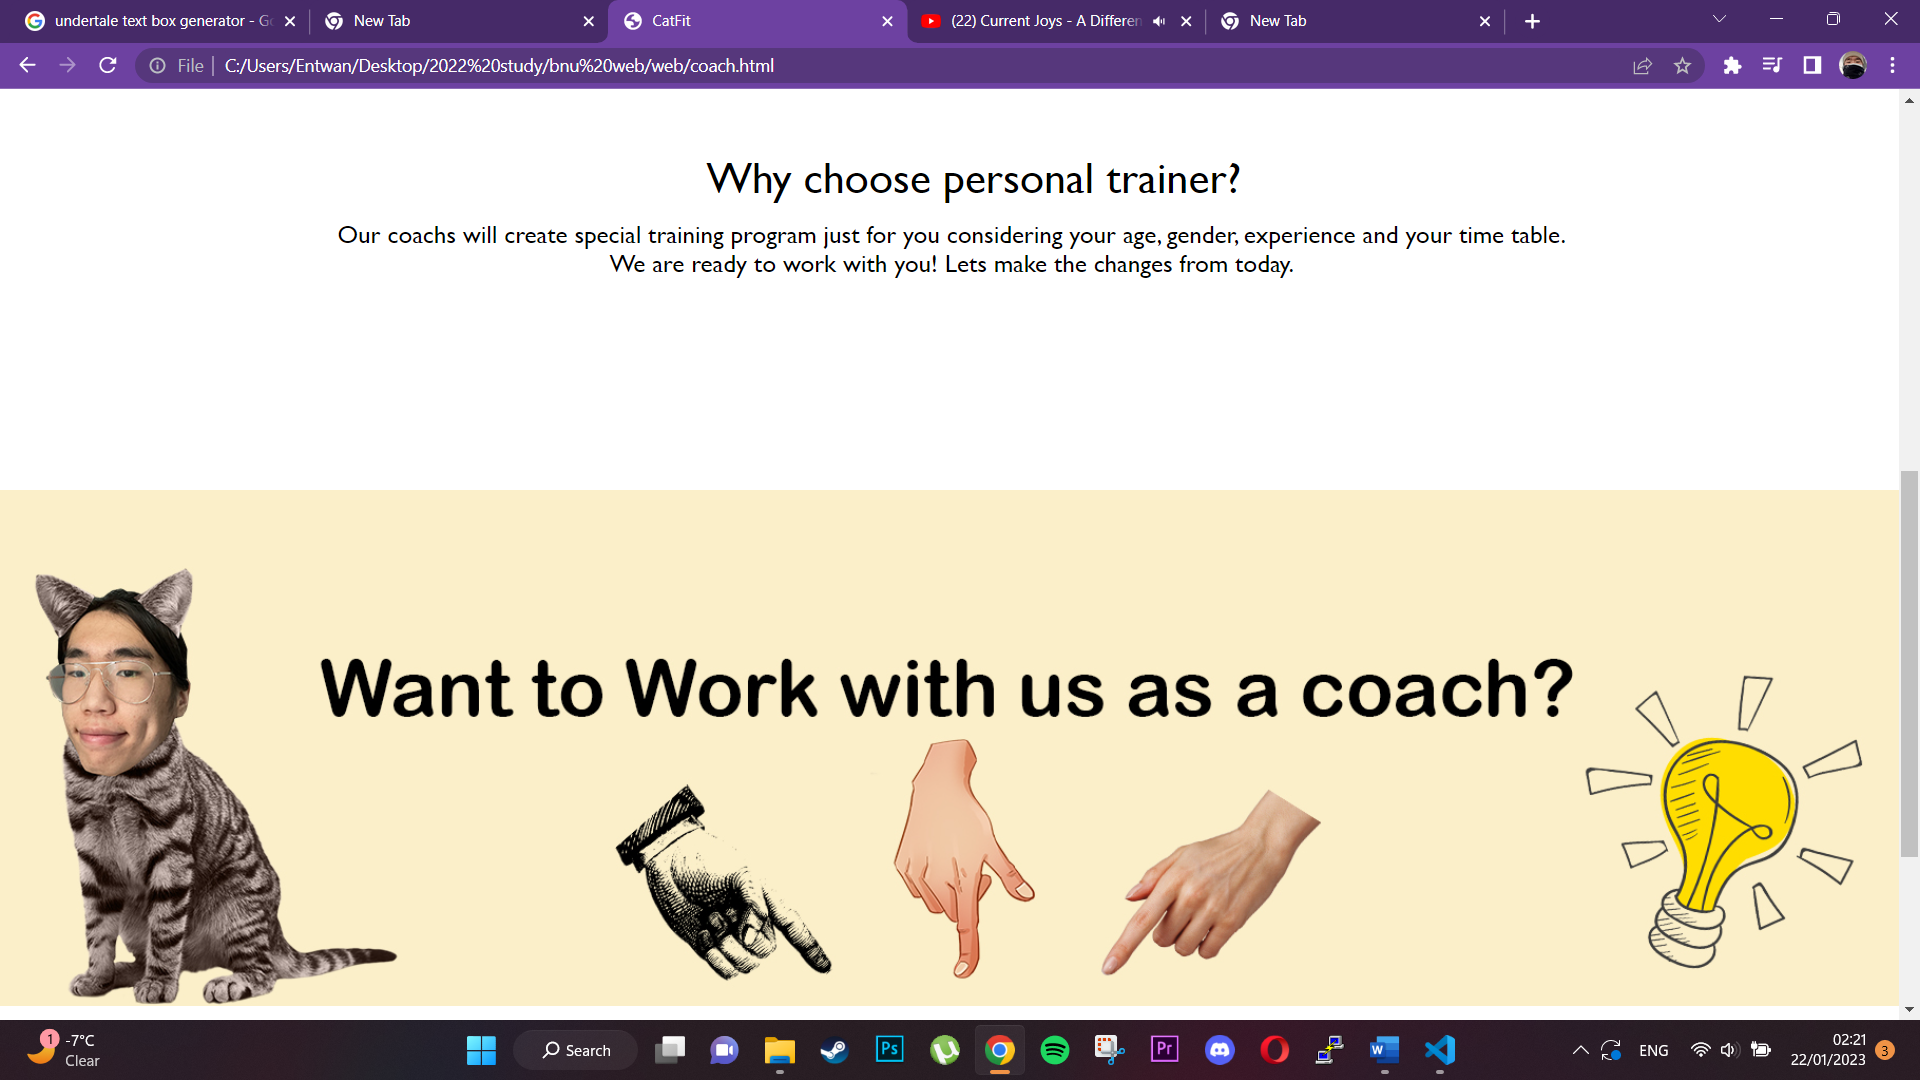 undertale text box generator - Go
New Tab
CatFit
(22) Current Joys - A Differen
New Tab
File
C:/Users/Entwan/Desktop/2022%20study/bnu%20web/web/coach.html
Why choose personal trainer?
Our coachs will create special training program just for you considering your age, gender, experience and your time table.
We are ready to work with you! Lets make the changes from today.
Want to Work with us as a coach?
1
-7°C
Clear
Search
Ps
Pr
W
ENG
02:21
22/01/2023
3